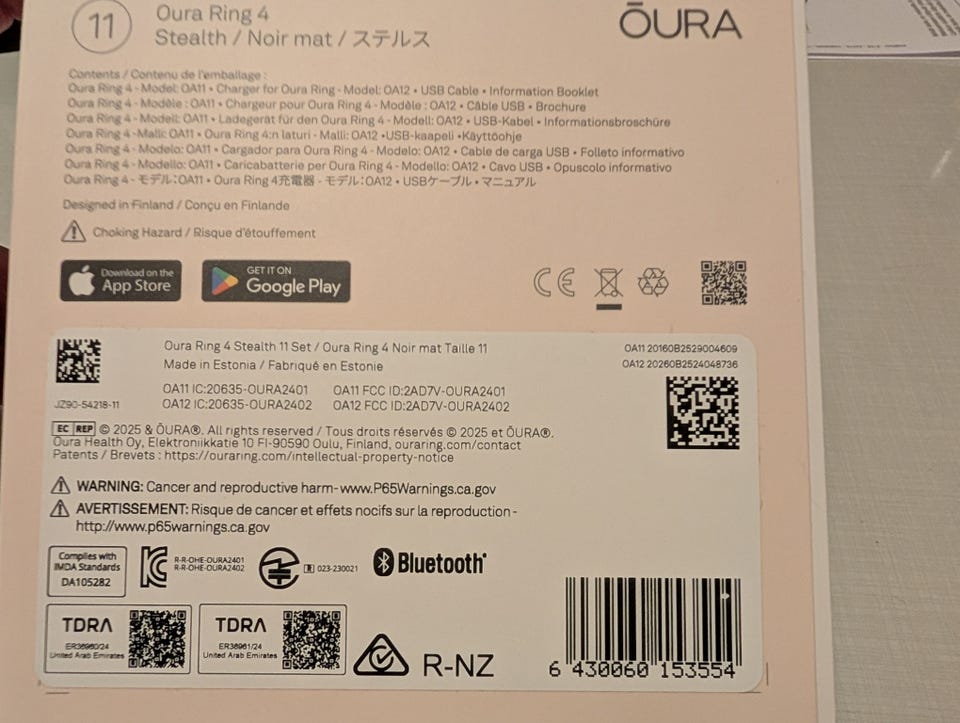 11
Oura Ring 4
Stealth / Noir mat / ステルス
ŌURA
Contents / Contenu de l'emballage :
Oura Ring 4 - Model: OA11 • Charger for Oura Ring - Model: OA12 • USB Cable • Information Booklet
Oura Ring 4 - Modèle : OA11 • Chargeur pour Oura Ring 4 - Modèle : OA12 • Câble USB • Brochure
Oura Ring 4 - Modell: OA11 • Ladegerät für den Oura Ring 4 - Modell: OA12 • USB-Kabel • Informationsbroschüre
Oura Ring 4 -Malli: OA11 • Oura Ring 4:n laturi - Malli: OA12 •USB-kaapeli •Käyttöohje
Oura Ring 4 - Modelo: OA11 • Cargador para Oura Ring 4 - Modelo: OA12 • Cable de carga USB • Folleto informativo
Oura Ring 4 - Modello: OA11 • Caricabatterie per Oura Ring 4 - Modello: OA12 • Cavo USB • Opuscolo informativo
Oura Ring 4 - モデル:OA11 • Oura Ring 4充電器 - モデル:OA12 • USBケーブル • マニュアル
Designed in Finland / Conçu en Finlande
Choking Hazard / Risque d'étouffement
Download on the
App Store
GET IT ON
Google Play
CE
Oura Ring 4 Stealth 11 Set / Oura Ring 4 Noir mat Taille 11
Made in Estonia / Fabriqué en Estonie
OA11 20160B2529004609
OA12 20260B2524048736
JZ90-54218-11
OA11 IC:20635-OURA2401 OA11 FCC ID:2AD7V-OURA2401
OA12 IC:20635-OURA2402 OA12 FCC ID:2AD7V-OURA2402
EC REP © 2025 & ŌURA®. All rights reserved / Tous droits réservés © 2025 et ŌURA®.
Oura Health Oy, Elektroniikkatie 10 FI-90590 Oulu, Finland, ouraring.com/contact
Patents / Brevets : https://ouraring.com/intellectual-property-notice
WARNING: Cancer and reproductive harm-www.P65Warnings.ca.gov
AVERTISSEMENT: Risque de cancer et effets nocifs sur la reproduction-
http://www.p65warnings.ca.gov
Complies with
IMDA Standards
DA105282
R-R-OHE-OURA2401
R-R-OHE-OURA2402
R 023-230021
Bluetooth®
TDRA
ER36960/24
United Arab Emirates
TDRA
ER36961/24
United Arab Emirates
R-NZ
6 430060 153554